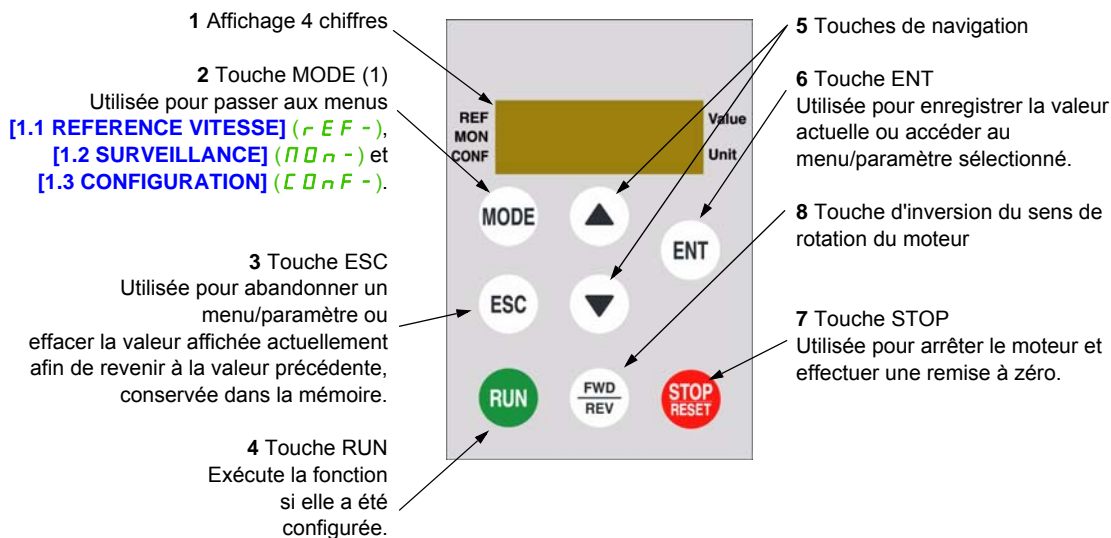 1 Affichage 4 chiffres
2 Touche MODE (1)
Utilisée pour passer aux menus
[1.1 REFERENCE VITESSE] (rEF-),
[1.2 SURVEILLANCE] (MOn-) et
[1.3 CONFIGURATION] (COnF-).
3 Touche ESC
Utilisée pour abandonner un
menu/paramètre ou
effacer la valeur affichée actuellement
afin de revenir à la valeur précédente,
conservée dans la mémoire.
4 Touche RUN
Exécute la fonction
si elle a été
configurée.
REF
MON
CONF
Value
Unit
MODE
ENT
ESC
RUN
FWD
REV
STOP
RESET
5 Touches de navigation
6 Touche ENT
Utilisée pour enregistrer la valeur
actuelle ou accéder au
menu/paramètre sélectionné.
8 Touche d'inversion du sens de
rotation du moteur
7 Touche STOP
Utilisée pour arrêter le moteur et
effectuer une remise à zéro.